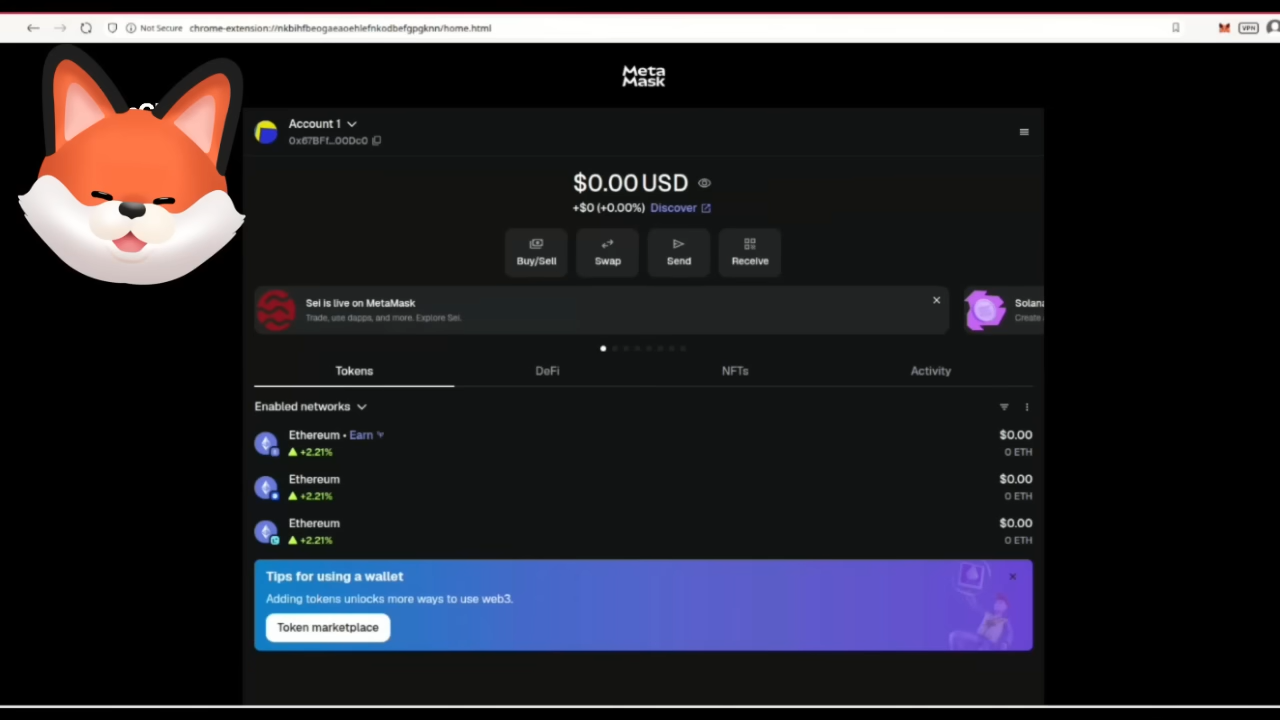 Not Secure chrome-extension://nkbihfbeogaeaoehlefnkodbefgpgknn/home.html
VPN
Meta
Mask
Account 1
0x67BFf...00Dc0
$0.00 USD
+$0 (+0.00%) Discover
Buy/Sell Swap Send Receive
Sei is live on MetaMask
Trade, use dapps, and more. Explore Sei.
Solana
Create
Tokens DeFi NFTs Activity
Enabled networks
Ethereum • Earn $0.00
+2.21% 0 ETH
Ethereum $0.00
+2.21% 0 ETH
Ethereum $0.00
+2.21% 0 ETH
Tips for using a wallet
Adding tokens unlocks more ways to use web3.
Token marketplace